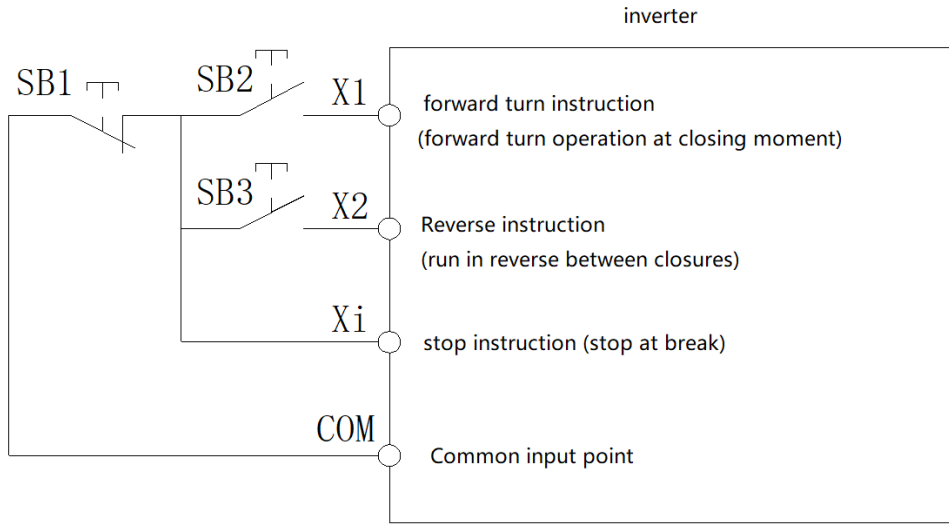 inverter
SB1
SB2
X1
forward turn instruction
(forward turn operation at closing moment)
SB3
X2
Reverse instruction
(run in reverse between closures)
Xi
stop instruction (stop at break)
COM
Common input point